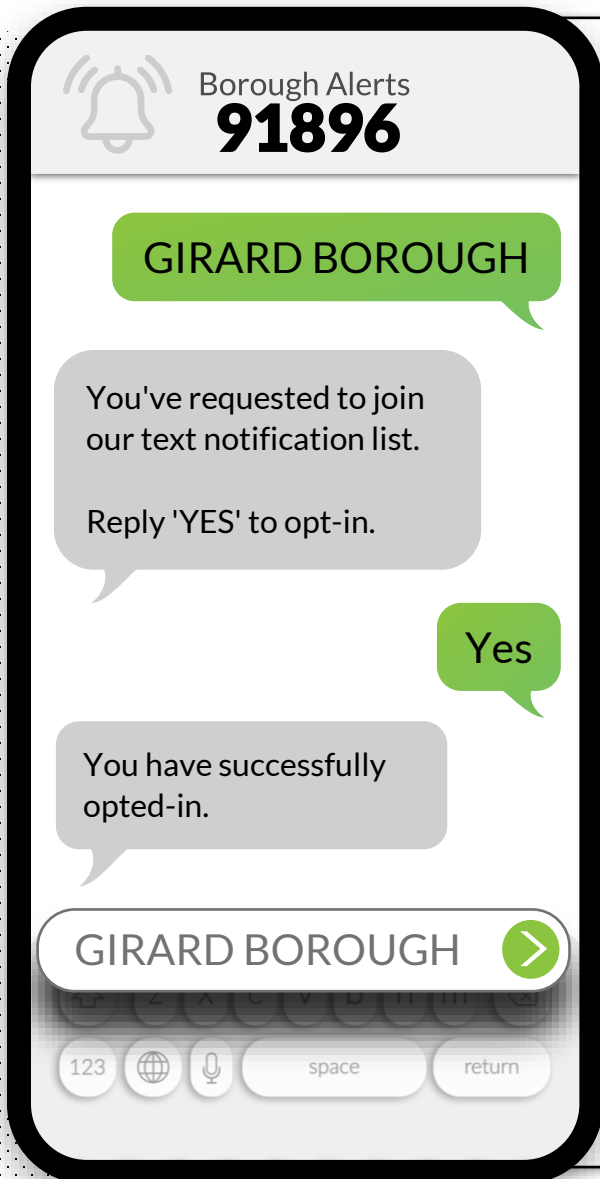 Borough Alerts
91896
GIRARD BOROUGH
You've requested to join
our text notification list.
Reply 'YES' to opt-in.
Yes
You have successfully
opted-in.
GIRARD BOROUGH
z x c v b n m
123 space return